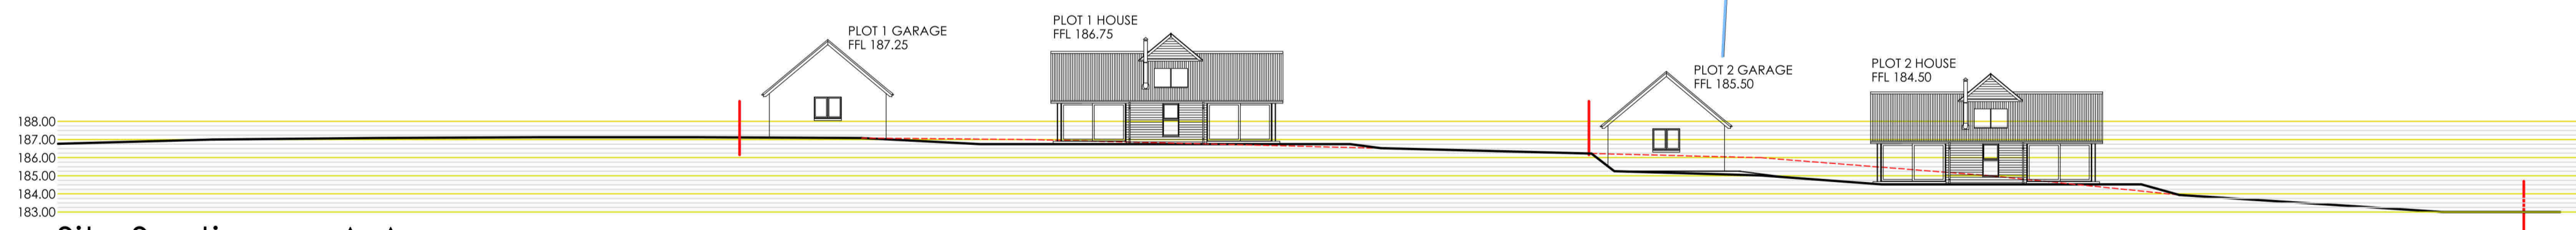 PLOT 1 GARAGE
FFL 187.25
PLOT 1 HOUSE
FFL 186.75
PLOT 2 GARAGE
FFL 185.50
PLOT 2 HOUSE
FFL 184.50
188.00
187.00
186.00
185.00
184.00
183.00